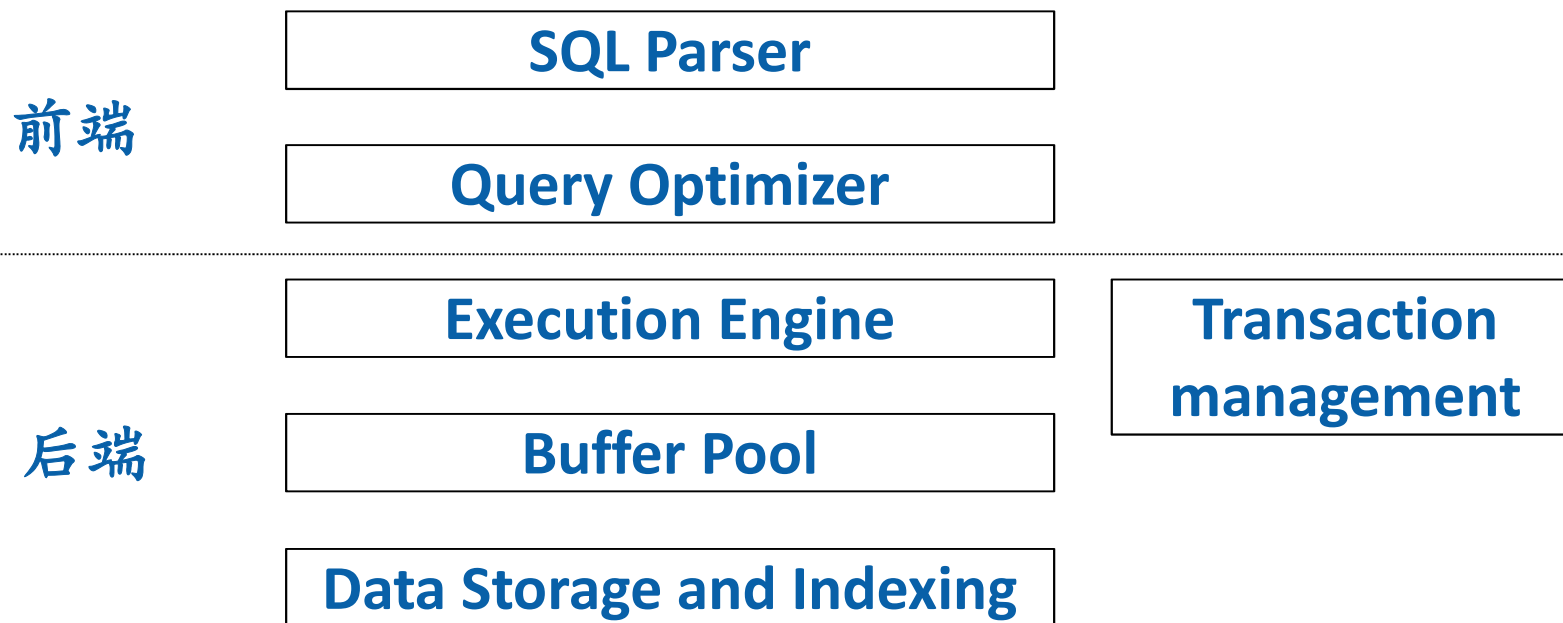 SQL Parser
前端
Query Optimizer
Execution Engine
Transaction
management
后端
Buffer Pool
Data Storage and Indexing